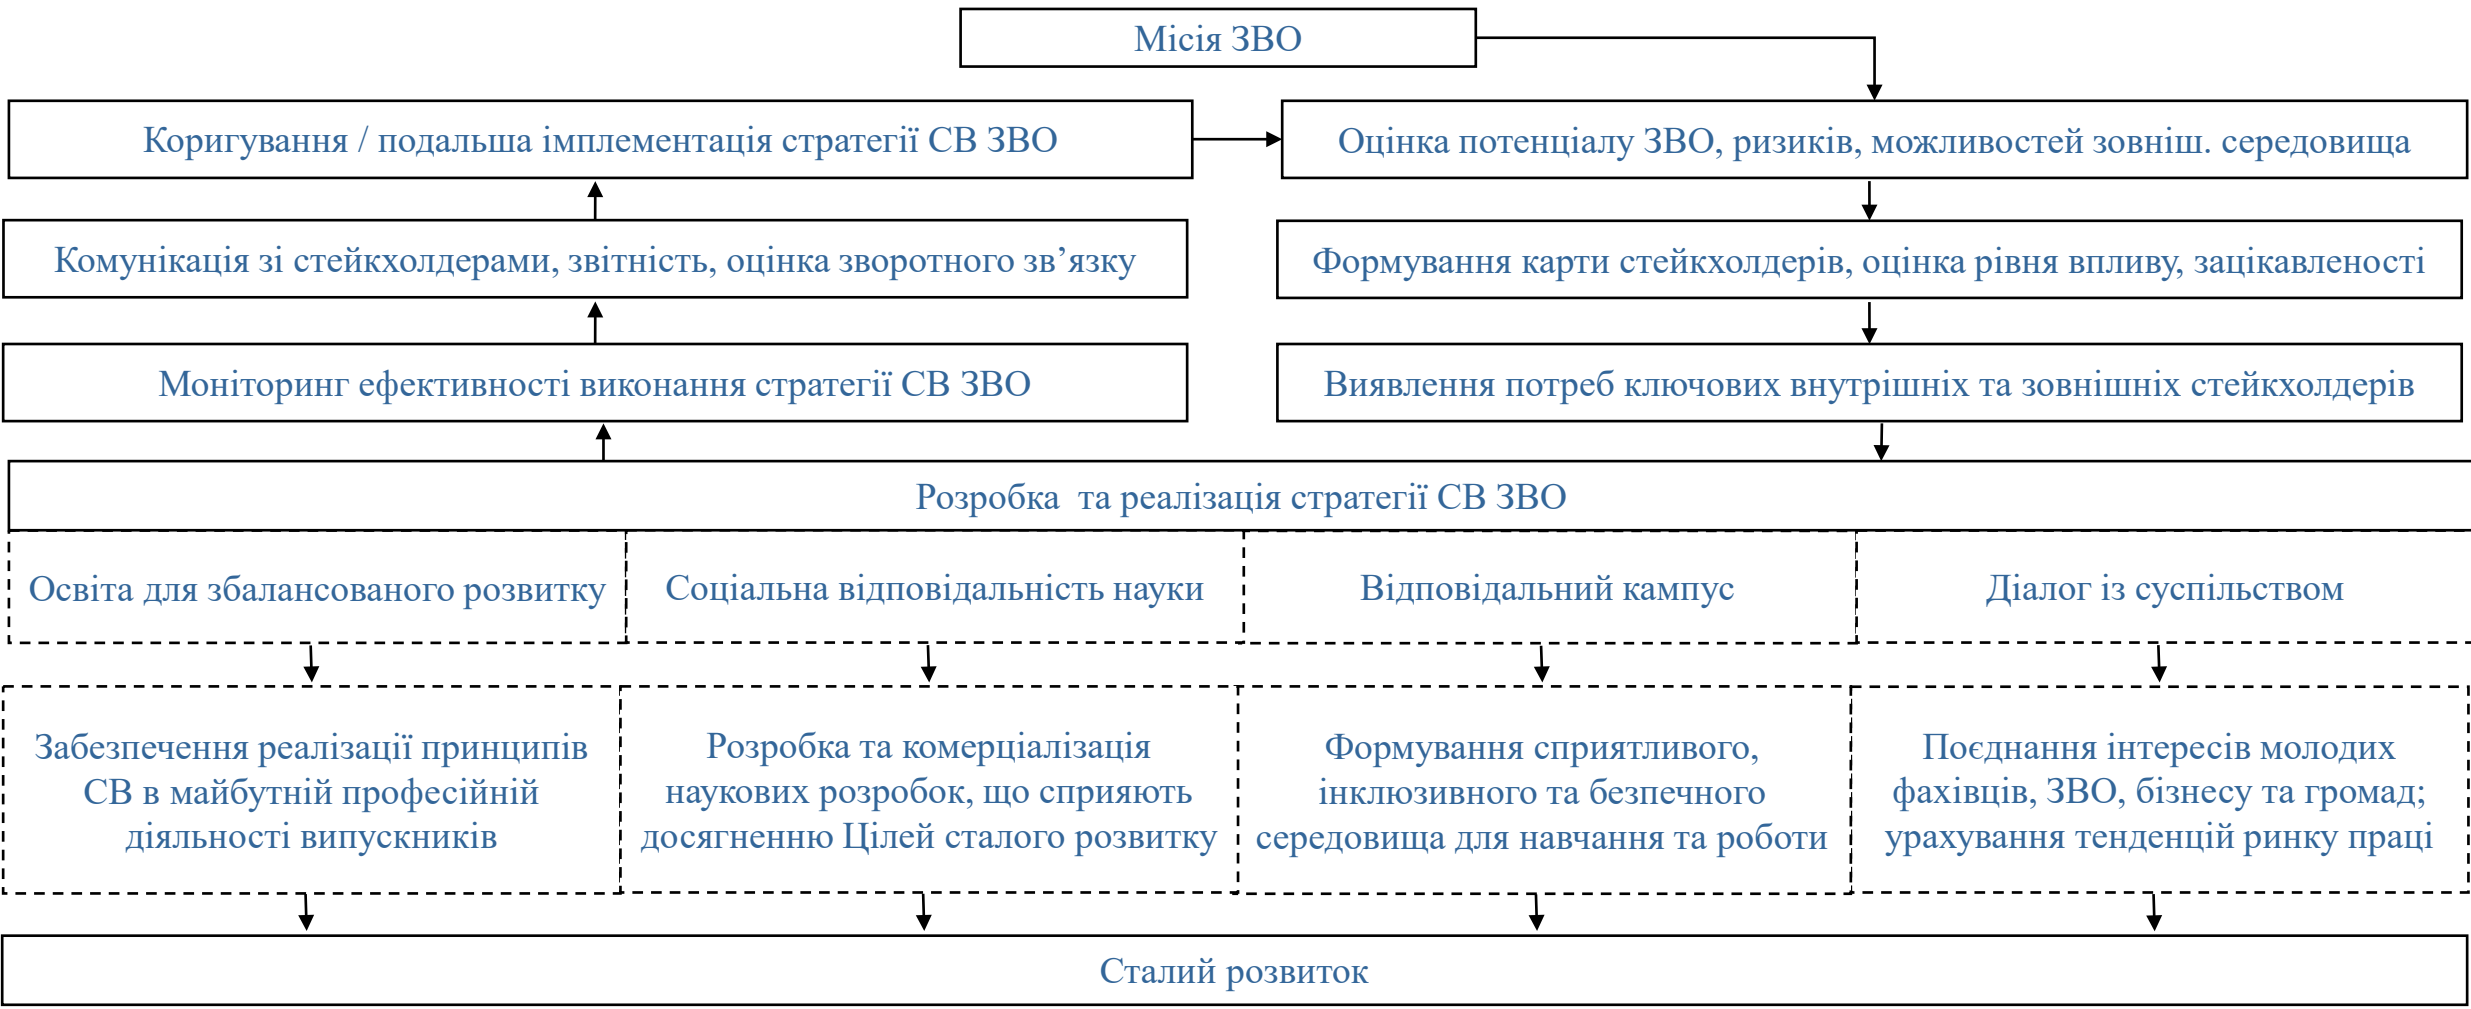 Місія ЗВО
Коригування / подальша імплементація стратегії СВ ЗВО
Оцінка потенціалу ЗВО, ризиків, можливостей зовніш. середовища
Комунікація зі стейкхолдерами, звітність, оцінка зворотного зв’язку
Формування карти стейкхолдерів, оцінка рівня впливу, зацікавленості
Моніторинг ефективності виконання стратегії СВ ЗВО
Виявлення потреб ключових внутрішніх та зовнішніх стейкхолдерів
Розробка та реалізація стратегії СВ ЗВО
Освіта для збалансованого розвитку
Соціальна відповідальність науки
Відповідальний кампус
Діалог із суспільством
Забезпечення реалізації принципів
СВ в майбутній професійній
діяльності випускників
Розробка та комерціалізація
наукових розробок, що сприяють
досягненню Цілей сталого розвитку
Формування сприятливого,
інклюзивного та безпечного
середовища для навчання та роботи
Поєднання інтересів молодих
фахівців, ЗВО, бізнесу та громад;
урахування тенденцій ринку праці
Сталий розвиток